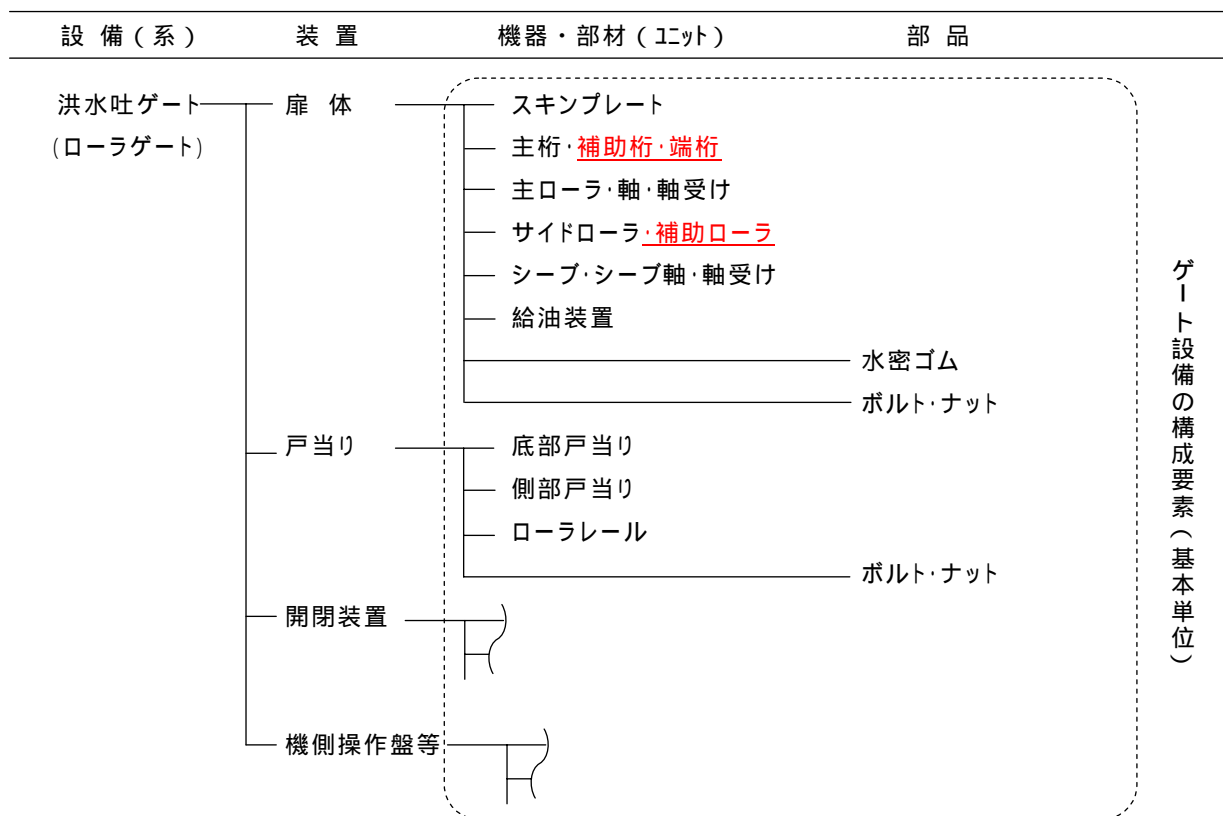 設 備（系） 装 置 機器・部材（ﾕﾆｯﾄ） 部 品
洪水吐ゲート 扉 体 スキンプレート
(ローラゲート) 主桁・補助桁・端桁
主ローラ・軸・軸受け
サイドローラ・補助ローラ
シーブ・シーブ軸・軸受け
給油装置
水密ゴム
ボルト・ナット
戸当り 底部戸当り
側部戸当り
ローラレール
ボルト・ナット
開閉装置
機側操作盤等
ゲート設備の構成要素（基本単位）